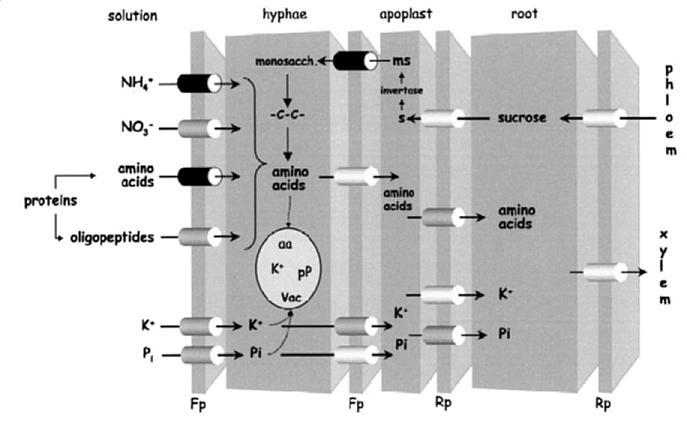 solution hyphae apoplast root
monosacch. ms
NH₄⁺
invertase
-C-C- s sucrose
NO₃⁻
phloem
amino acids
amino acids
proteins
amino acids
amino acids
oligopeptides
aa
K⁺ pP
Vac
xylem
K⁺
K⁺
K⁺ K⁺
Pi
Pi
Pᵢ Pi
Fp Fp Rp Rp